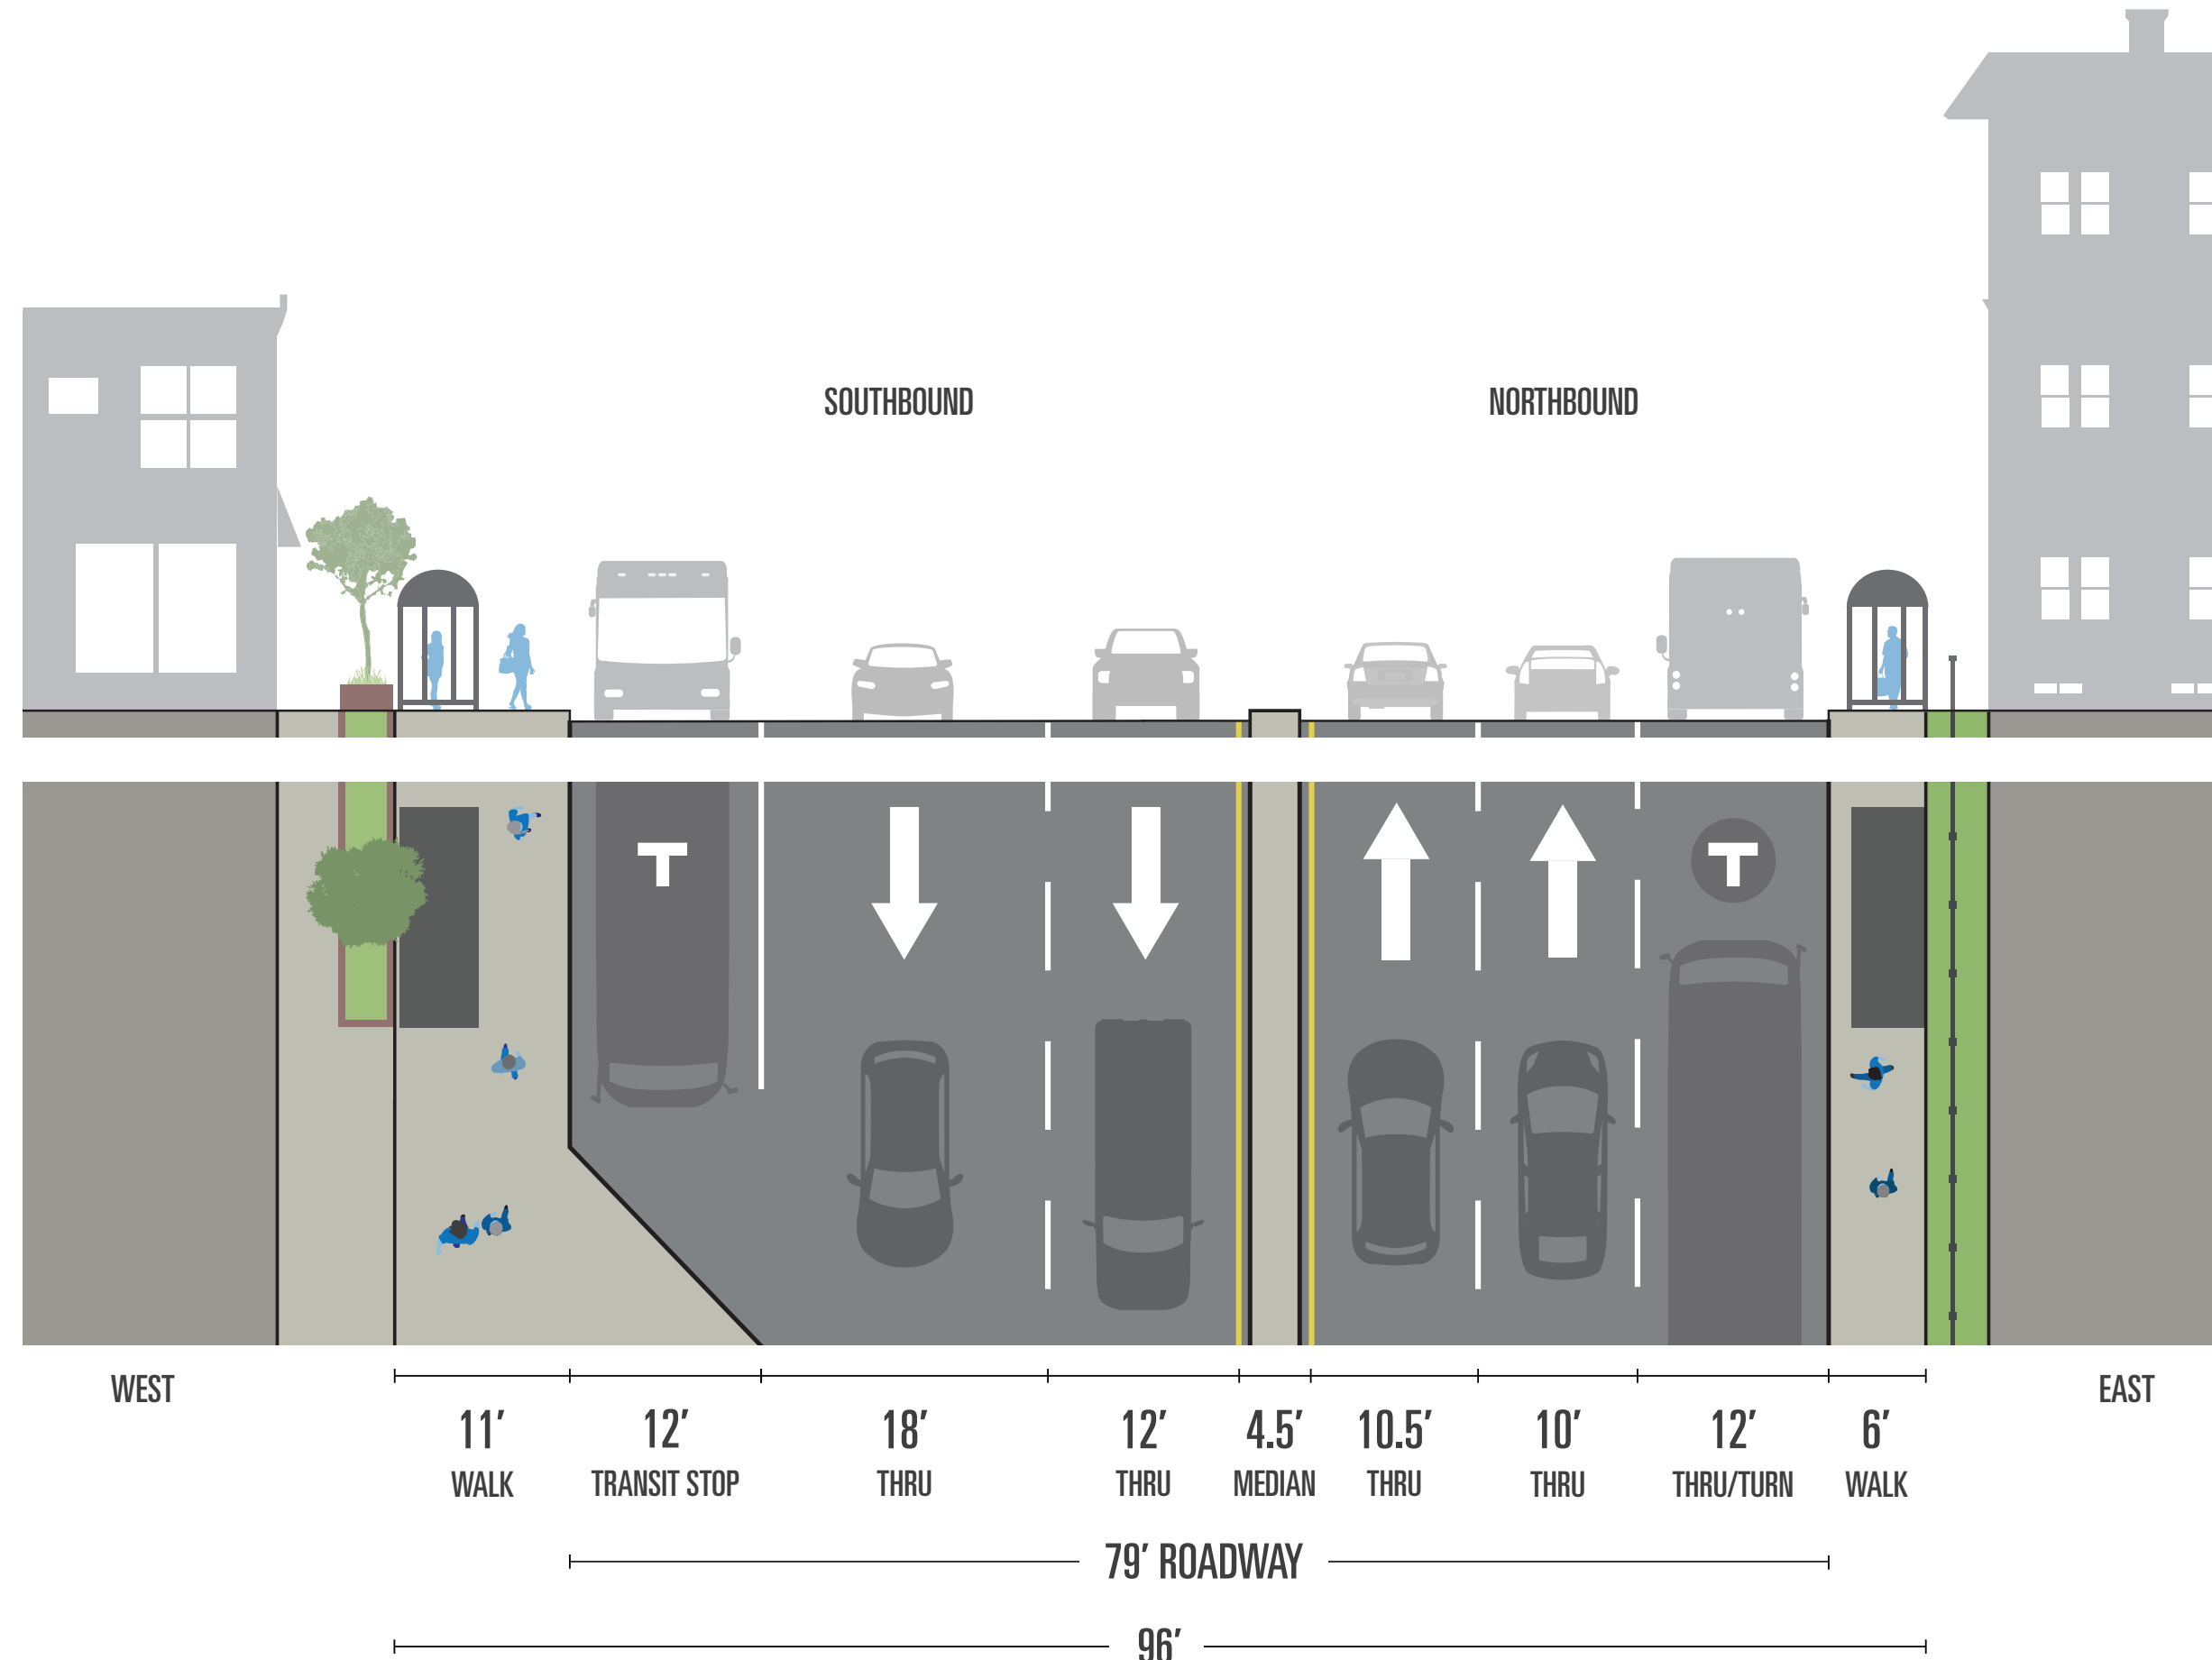 SOUTHBOUND NORTHBOUND
T T
WEST EAST
11′ 12′ 18′ 12′ 4.5′ 10.5′ 10′ 12′ 6′
WALK TRANSIT STOP THRU THRU MEDIAN THRU THRU THRU/TURN WALK
79′ ROADWAY
96′